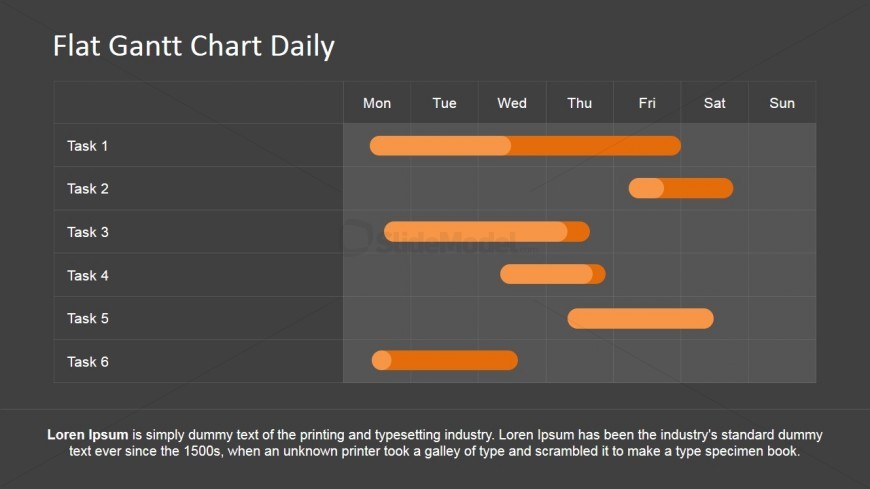 Flat Gantt Chart Daily
Mon Tue Wed Thu Fri Sat Sun
Task 1
Task 2
Task 3
SlideModel
Task 4
Task 5
Task 6
Loren Ipsum is simply dummy text of the printing and typesetting industry. Loren Ipsum has been the industry's standard dummy
text ever since the 1500s, when an unknown printer took a galley of type and scrambled it to make a type specimen book.